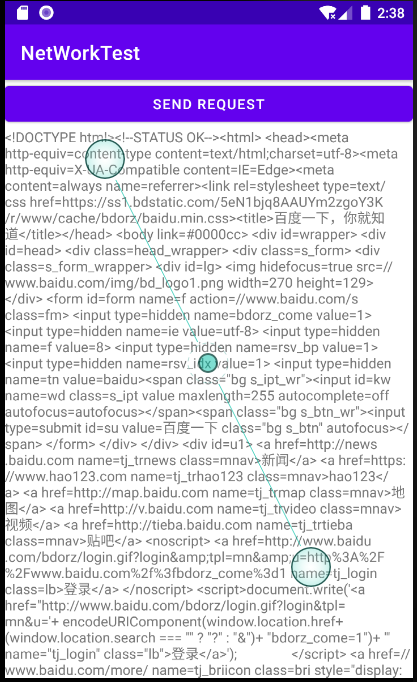 2:38
NetWorkTest
SEND REQUEST
<!DOCTYPE html><!--STATUS OK--><html> <head><meta
http-equiv=content-type content=text/html;charset=utf-8><meta
http-equiv=X-UA-Compatible content=IE=Edge><meta
content=always name=referrer><link rel=stylesheet type=text/
css href=https://ss1.bdstatic.com/5eN1bjq8AAUYm2zgoY3K
/r/www/cache/bdorz/baidu.min.css><title>百度一下，你就知
道</title></head> <body link=#0000cc> <div id=wrapper> <div
id=head> <div class=head_wrapper> <div class=s_form> <div
class=s_form_wrapper> <div id=lg> <img hidefocus=true src=//
www.baidu.com/img/bd_logo1.png width=270 height=129>
</div> <form id=form name=f action=//www.baidu.com/s
class=fm> <input type=hidden name=bdorz_come value=1>
<input type=hidden name=ie value=utf-8> <input type=hidden
name=f value=8> <input type=hidden name=rsv_bp value=1>
<input type=hidden name=rsv_idx value=1> <input type=hidden
name=tn value=baidu><span class="bg s_ipt_wr"><input id=kw
name=wd class=s_ipt value maxlength=255 autocomplete=off
autofocus=autofocus></span><span class="bg s_btn_wr"><input
type=submit id=su value=百度一下 class="bg s_btn" autofocus></
span> </form> </div> </div> <div id=u1> <a href=http://news
.baidu.com name=tj_trnews class=mnav>新闻</a> <a href=https:
//www.hao123.com name=tj_trhao123 class=mnav>hao123</
a> <a href=http://map.baidu.com name=tj_trmap class=mnav>地
图</a> <a href=http://v.baidu.com name=tj_trvideo class=mnav>
视频</a> <a href=http://tieba.baidu.com name=tj_trtieba
class=mnav>贴吧</a> <noscript> <a href=http://www.baidu
.com/bdorz/login.gif?login&amp;tpl=mn&amp;u=http%3A%2F
%2Fwww.baidu.com%2f%3fbdorz_come%3d1 name=tj_login
class=lb>登录</a> </noscript> <script>document.write('<a
href="http://www.baidu.com/bdorz/login.gif?login&tpl=
mn&u='+ encodeURIComponent(window.location.href+
(window.location.search === "" ? "?" : "&")+ "bdorz_come=1")+ '"
name="tj_login" class="lb">登录</a>'); </script> <a href=//
www.baidu.com/more/ name=tj_briicon class=bri style="display: